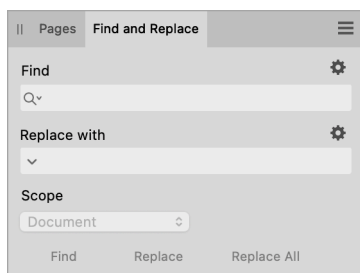 Pages Find and Replace
Find
Replace with
Scope
Document
Find Replace Replace All